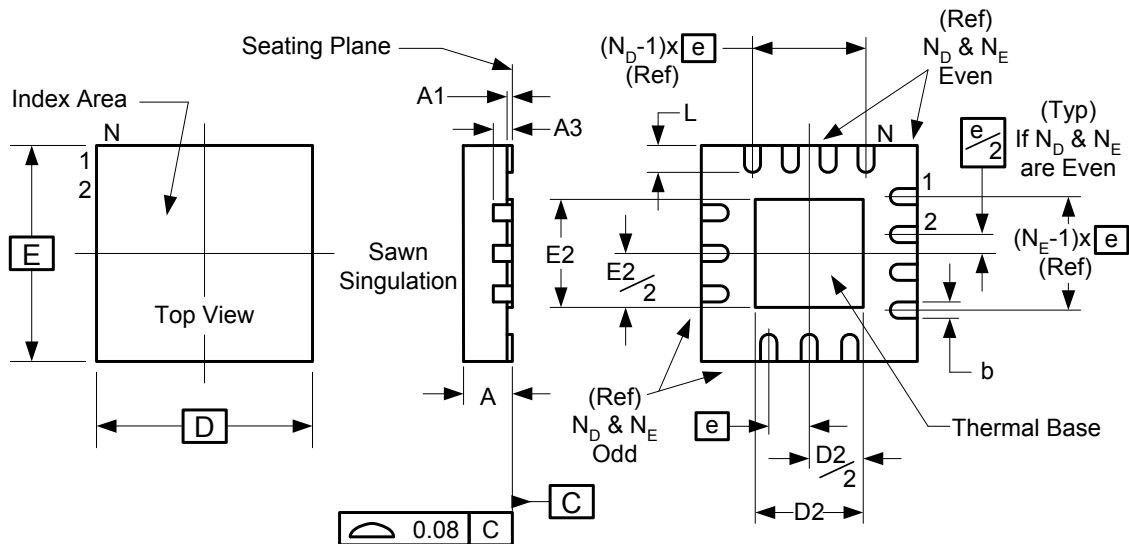 Seating Plane
Index Area
N
1
2
E
Top View
D
A1
A3
Sawn
Singulation
A
0.08 C
C
(N_D-1)x e
(Ref)
(Ref)
N_D & N_E
Even
L
N
e/2
(Typ)
If N_D & N_E
are Even
1
2
(N_E-1)x e
(Ref)
E2
E2/2
b
(Ref)
N_D & N_E
Odd
e
Thermal Base
D2/2
D2